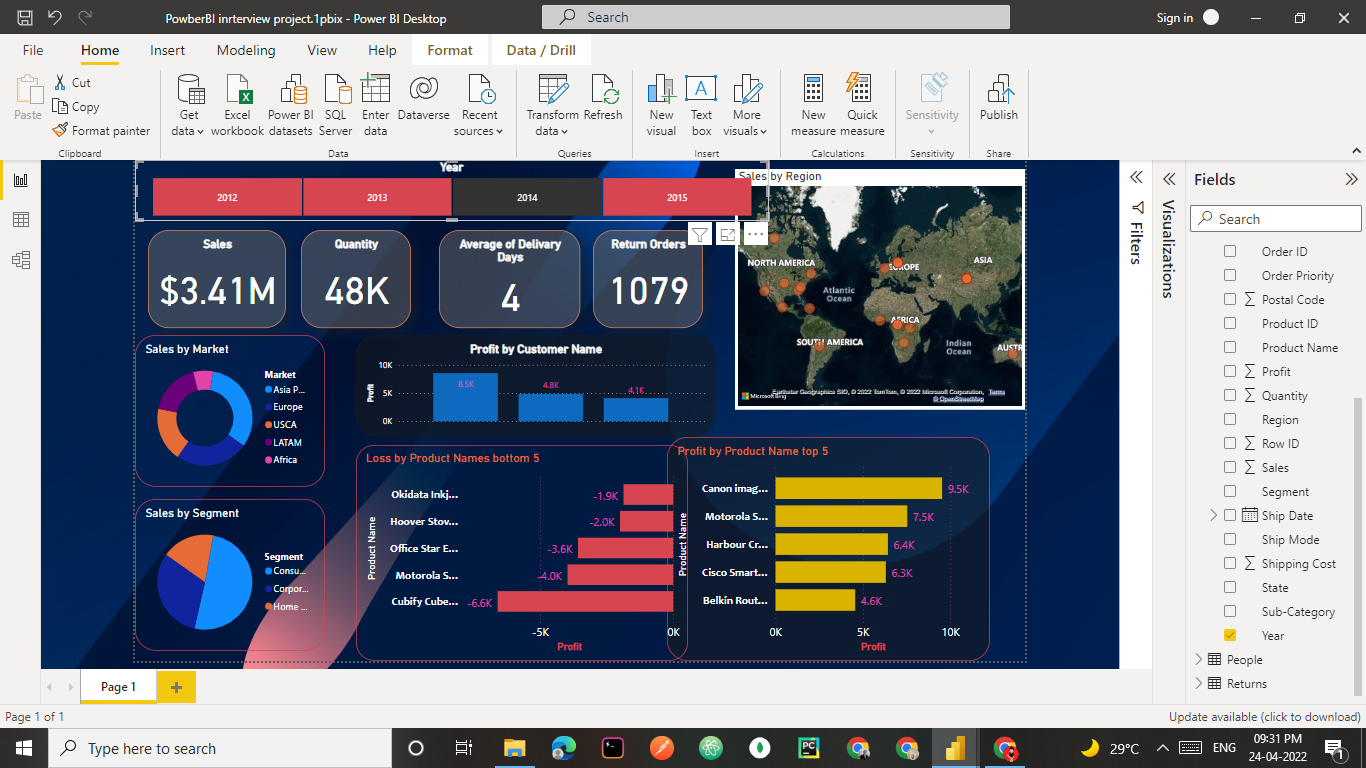 PowberBI inrterview project.1pbix - Power BI Desktop
Search
Sign in
File
Home
Insert
Modeling
View
Help
Format
Data / Drill
Paste
Cut
Copy
Format painter
Get data
Excel workbook
Power BI datasets
SQL Server
Enter data
Dataverse
Recent sources
Transform data
Refresh
New visual
Text box
More visuals
New measure
Quick measure
Sensitivity
Publish
Clipboard
Data
Queries
Insert
Calculations
Sensitivity
Share
Year
2012
2013
2014
2015
Sales
$3.41M
Quantity
48K
Average of Delivary Days
4
Return Orders
1079
Sales by Region
NORTH AMERICA
EUROPE
ASIA
Atlantic
Ocean
AFRICA
SOUTH AMERICA
Indian
Ocean
AUSTR
Microsoft Bing
Earthstar Geographics SIO, © 2022 TomTom, © 2022 Microsoft Corporation, Terms
© OpenStreetMap
Sales by Market
Market
Asia P...
Europe
USCA
LATAM
Africa
Profit by Customer Name
Profit
10K
5K
0K
8.5K
4.8K
4.1K
Sales by Segment
Segment
Consu...
Corpor...
Home ...
Loss by Product Names bottom 5
Product Name
Okidata Inkj...
-1.9K
Hoover Stov...
-2.0K
Office Star E...
-3.6K
Motorola S...
-4.0K
Cubify Cube...
-6.6K
-5K
0K
Profit
Profit by Product Name top 5
Product Name
Canon imag...
9.5K
Motorola S...
7.5K
Harbour Cr...
6.4K
Cisco Smart...
6.3K
Belkin Rout...
4.6K
0K
5K
10K
Profit
Filters
Visualizations
Fields
Search
Order ID
Order Priority
Postal Code
Product ID
Product Name
Profit
Quantity
Region
Row ID
Sales
Segment
Ship Date
Ship Mode
Shipping Cost
State
Sub-Category
Year
People
Returns
Page 1
Page 1 of 1
Update available (click to download)
Type here to search
PC
29°C
ENG
09:31 PM
24-04-2022
1